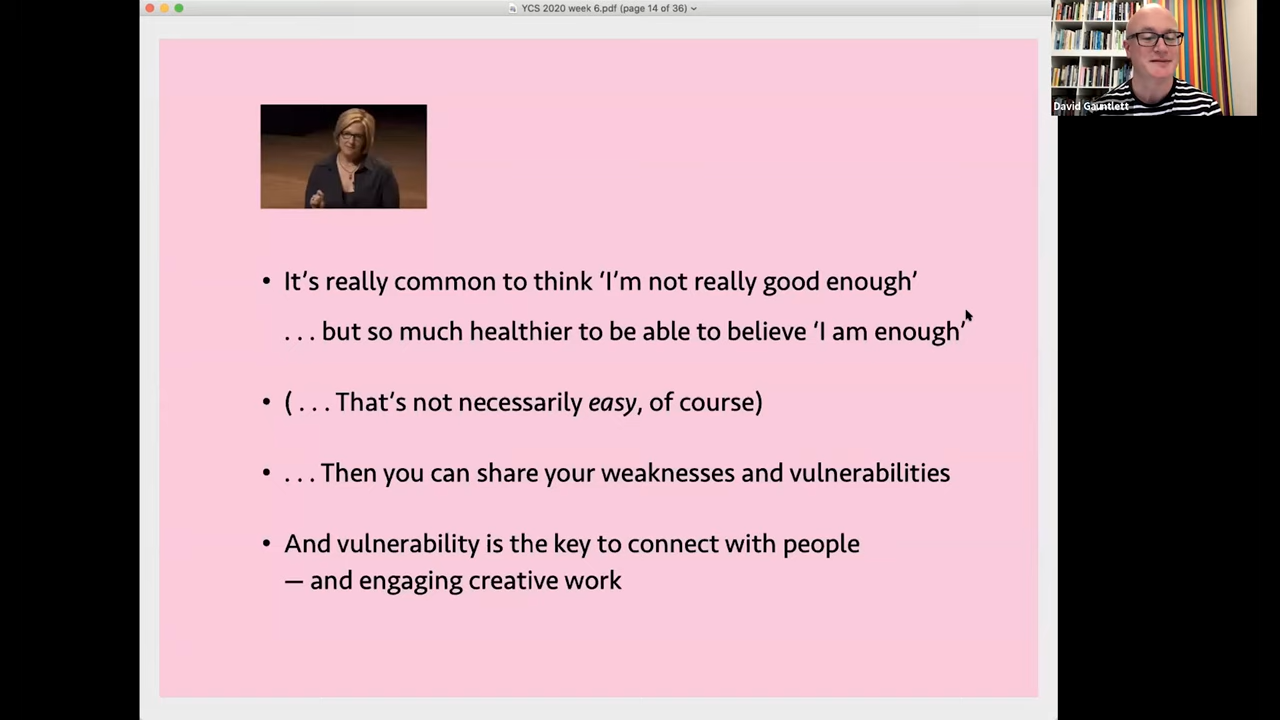 YCS 2020 week 6.pdf (page 14 of 36)
David Gauntlett
• It’s really common to think ‘I’m not really good enough’
. . . but so much healthier to be able to believe ‘I am enough’
• ( . . . That’s not necessarily easy, of course)
• . . . Then you can share your weaknesses and vulnerabilities
• And vulnerability is the key to connect with people
— and engaging creative work